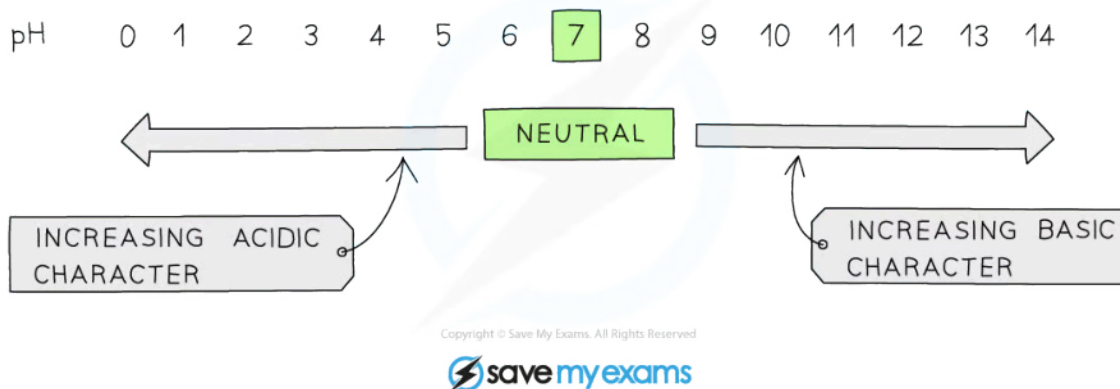 pH 0 1 2 3 4 5 6 7 8 9 10 11 12 13 14
NEUTRAL
INCREASING ACIDIC
CHARACTER
INCREASING BASIC
CHARACTER
Copyright © Save My Exams. All Rights Reserved
save my exams